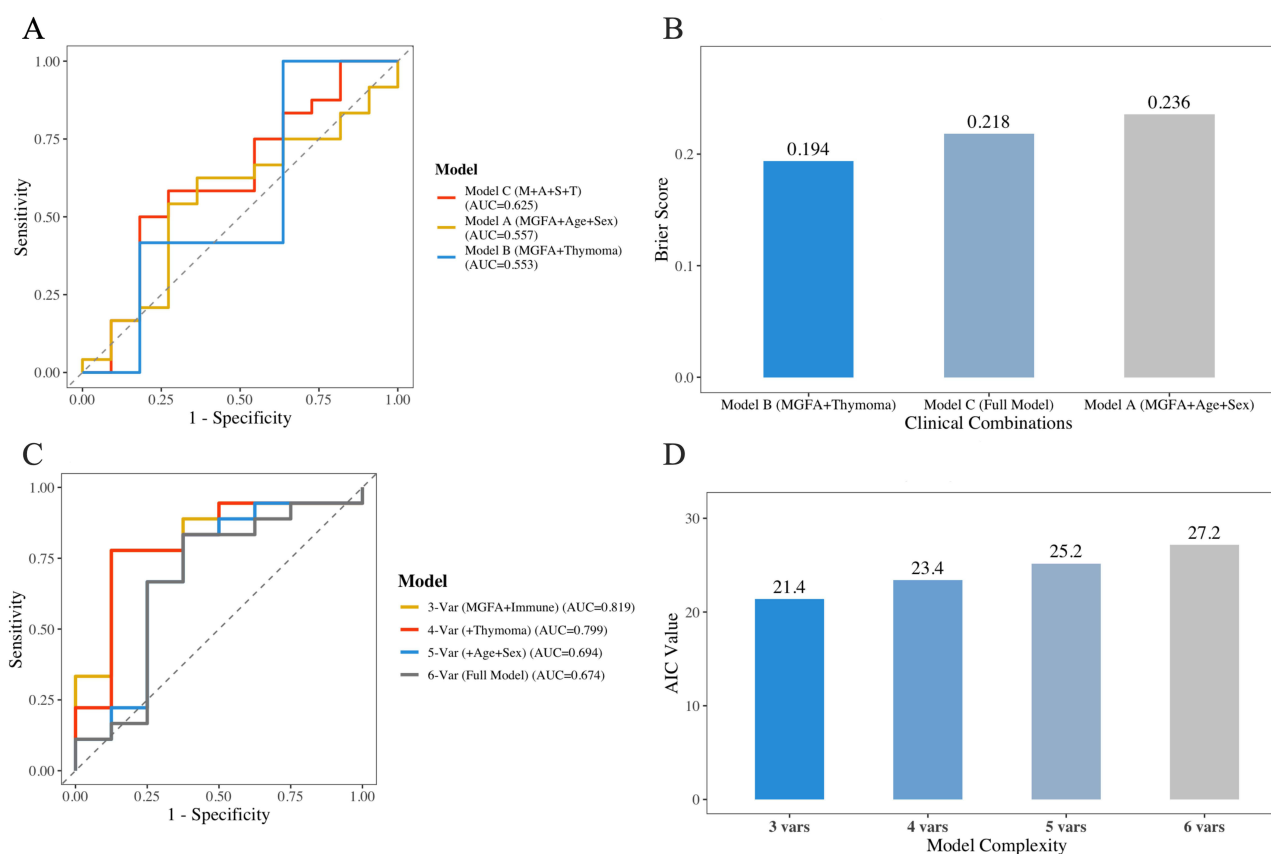 A
1.00
0.75
0.50
0.25
0.00
Sensitivity
0.00 0.25 0.50 0.75 1.00
1 - Specificity
Model
Model C (M+A+S+T)
(AUC=0.625)
Model A (MGFA+Age+Sex)
(AUC=0.557)
Model B (MGFA+Thymoma)
(AUC=0.553)
B
0.194
0.218
0.236
0.2
0.1
0.0
Brier Score
Model B (MGFA+Thymoma) Model C (Full Model) Model A (MGFA+Age+Sex)
Clinical Combinations
C
1.00
0.75
0.50
0.25
0.00
Sensitivity
0.00 0.25 0.50 0.75 1.00
1 - Specificity
Model
3-Var (MGFA+Immune) (AUC=0.819)
4-Var (+Thymoma) (AUC=0.799)
5-Var (+Age+Sex) (AUC=0.694)
6-Var (Full Model) (AUC=0.674)
D
21.4
23.4
25.2
27.2
30
20
10
0
AIC Value
3 vars 4 vars 5 vars 6 vars
Model Complexity